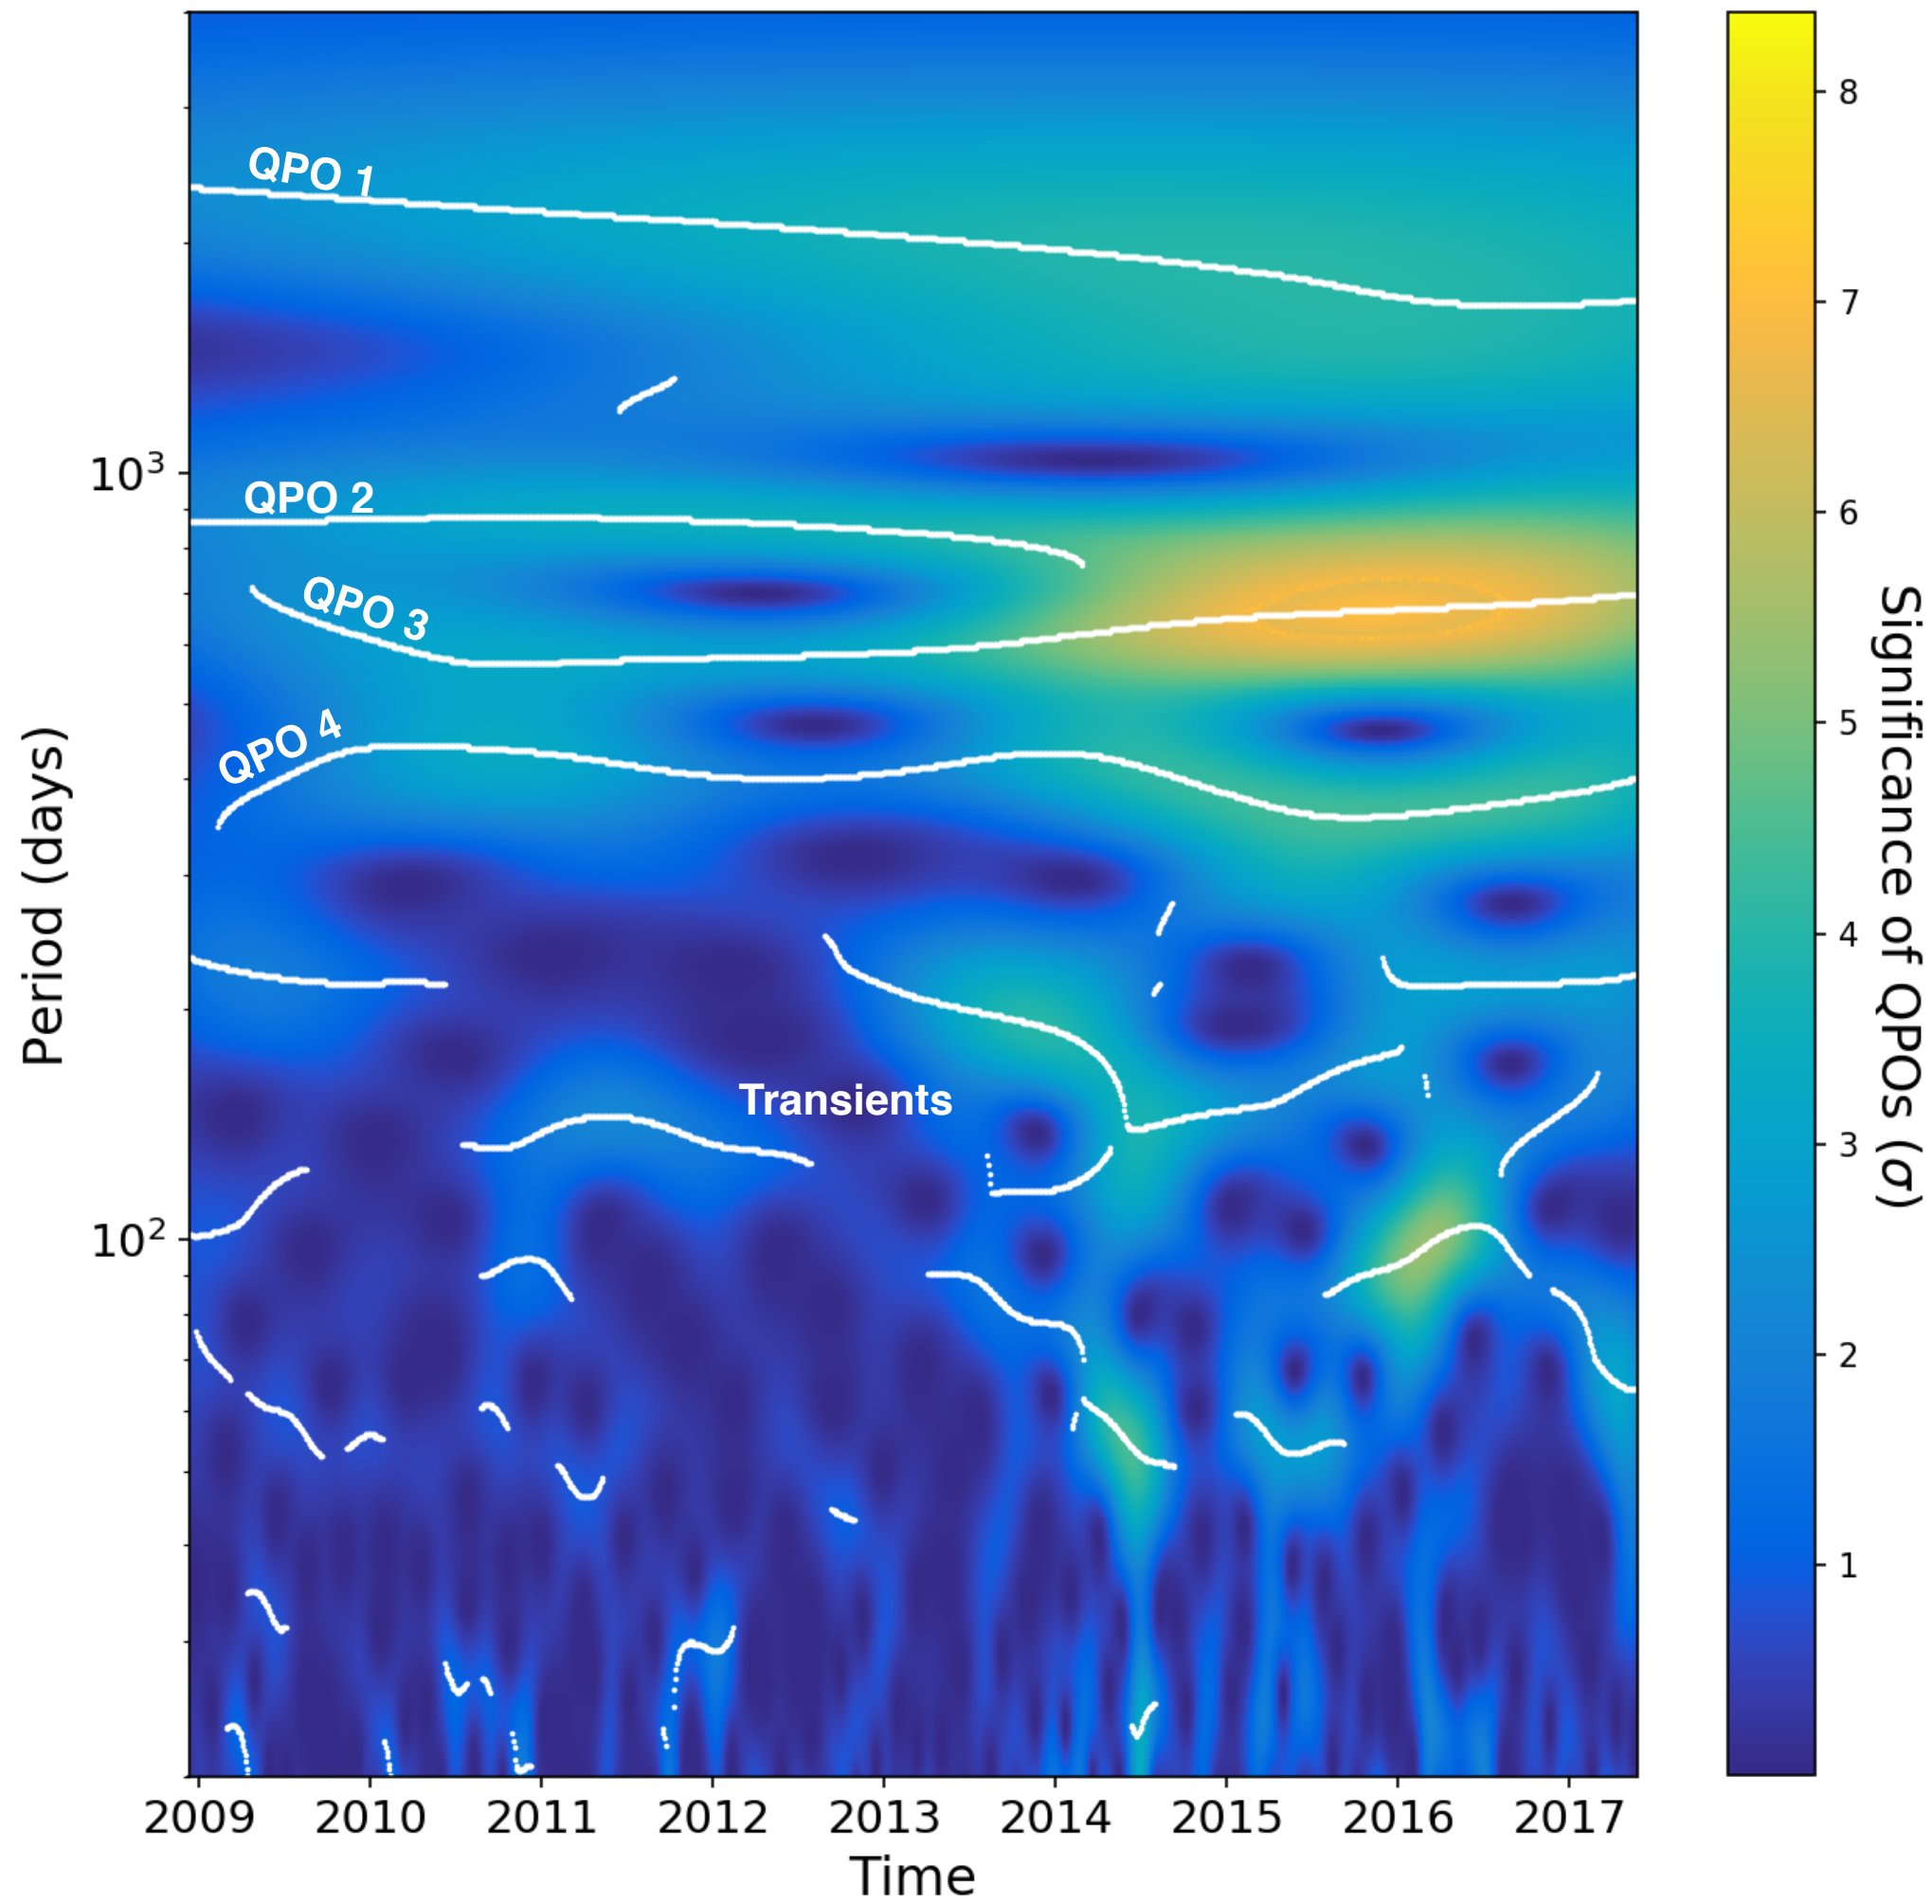 QPO 1
QPO 2
QPO 3
QPO 4
Transients
10³
10²
Period (days)
2009 2010 2011 2012 2013 2014 2015 2016 2017
Time
8
7
6
5
4
3
2
1
Significance of QPOs (σ)